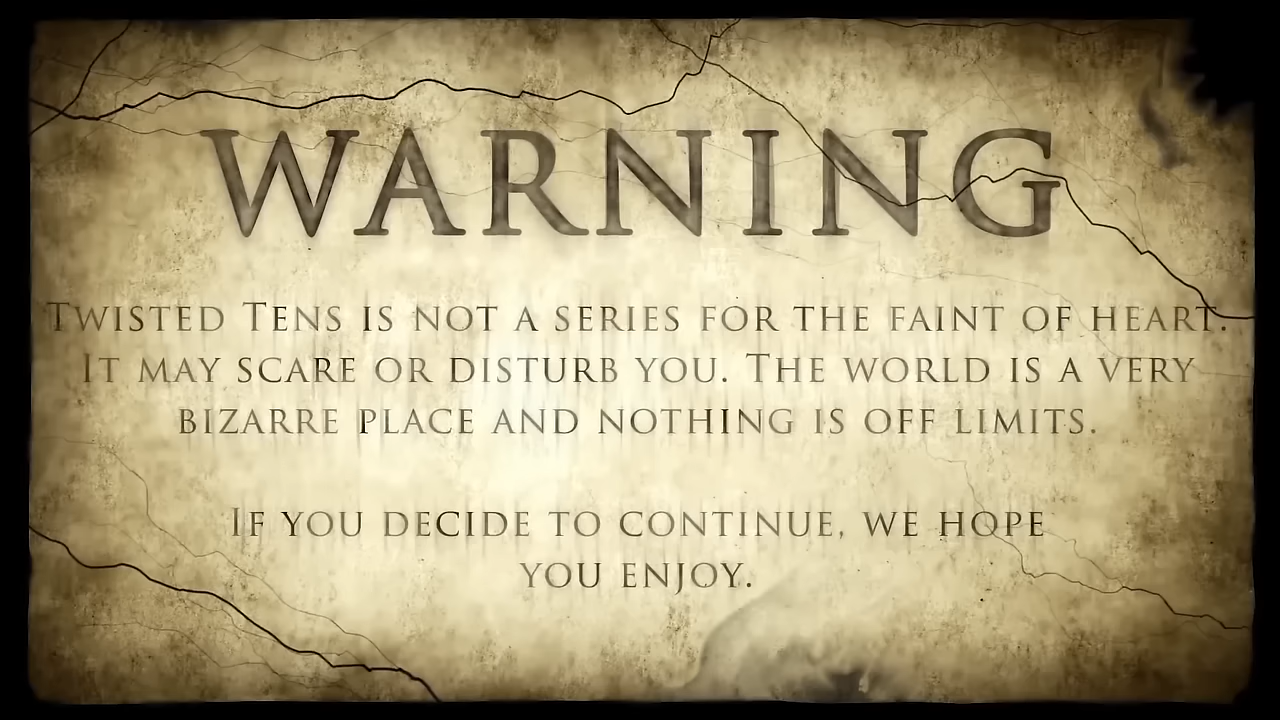 WARNING
Twisted Tens is not a series for the faint of heart.
It may scare or disturb you. The world is a very
bizarre place and nothing is off limits.
If you decide to continue, we hope
you enjoy.